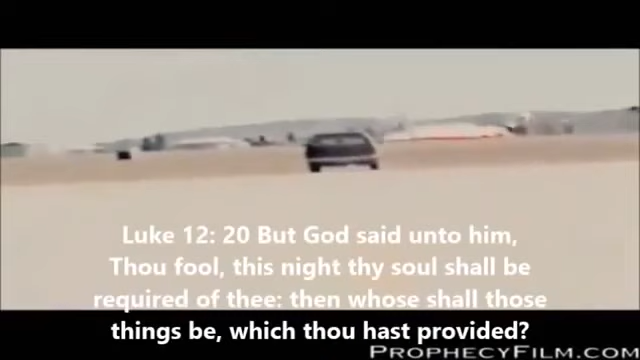 Luke 12: 20 But God said unto him,
Thou fool, this night thy soul shall be
required of thee: then whose shall those
things be, which thou hast provided?
PROPHECYFILM.COM